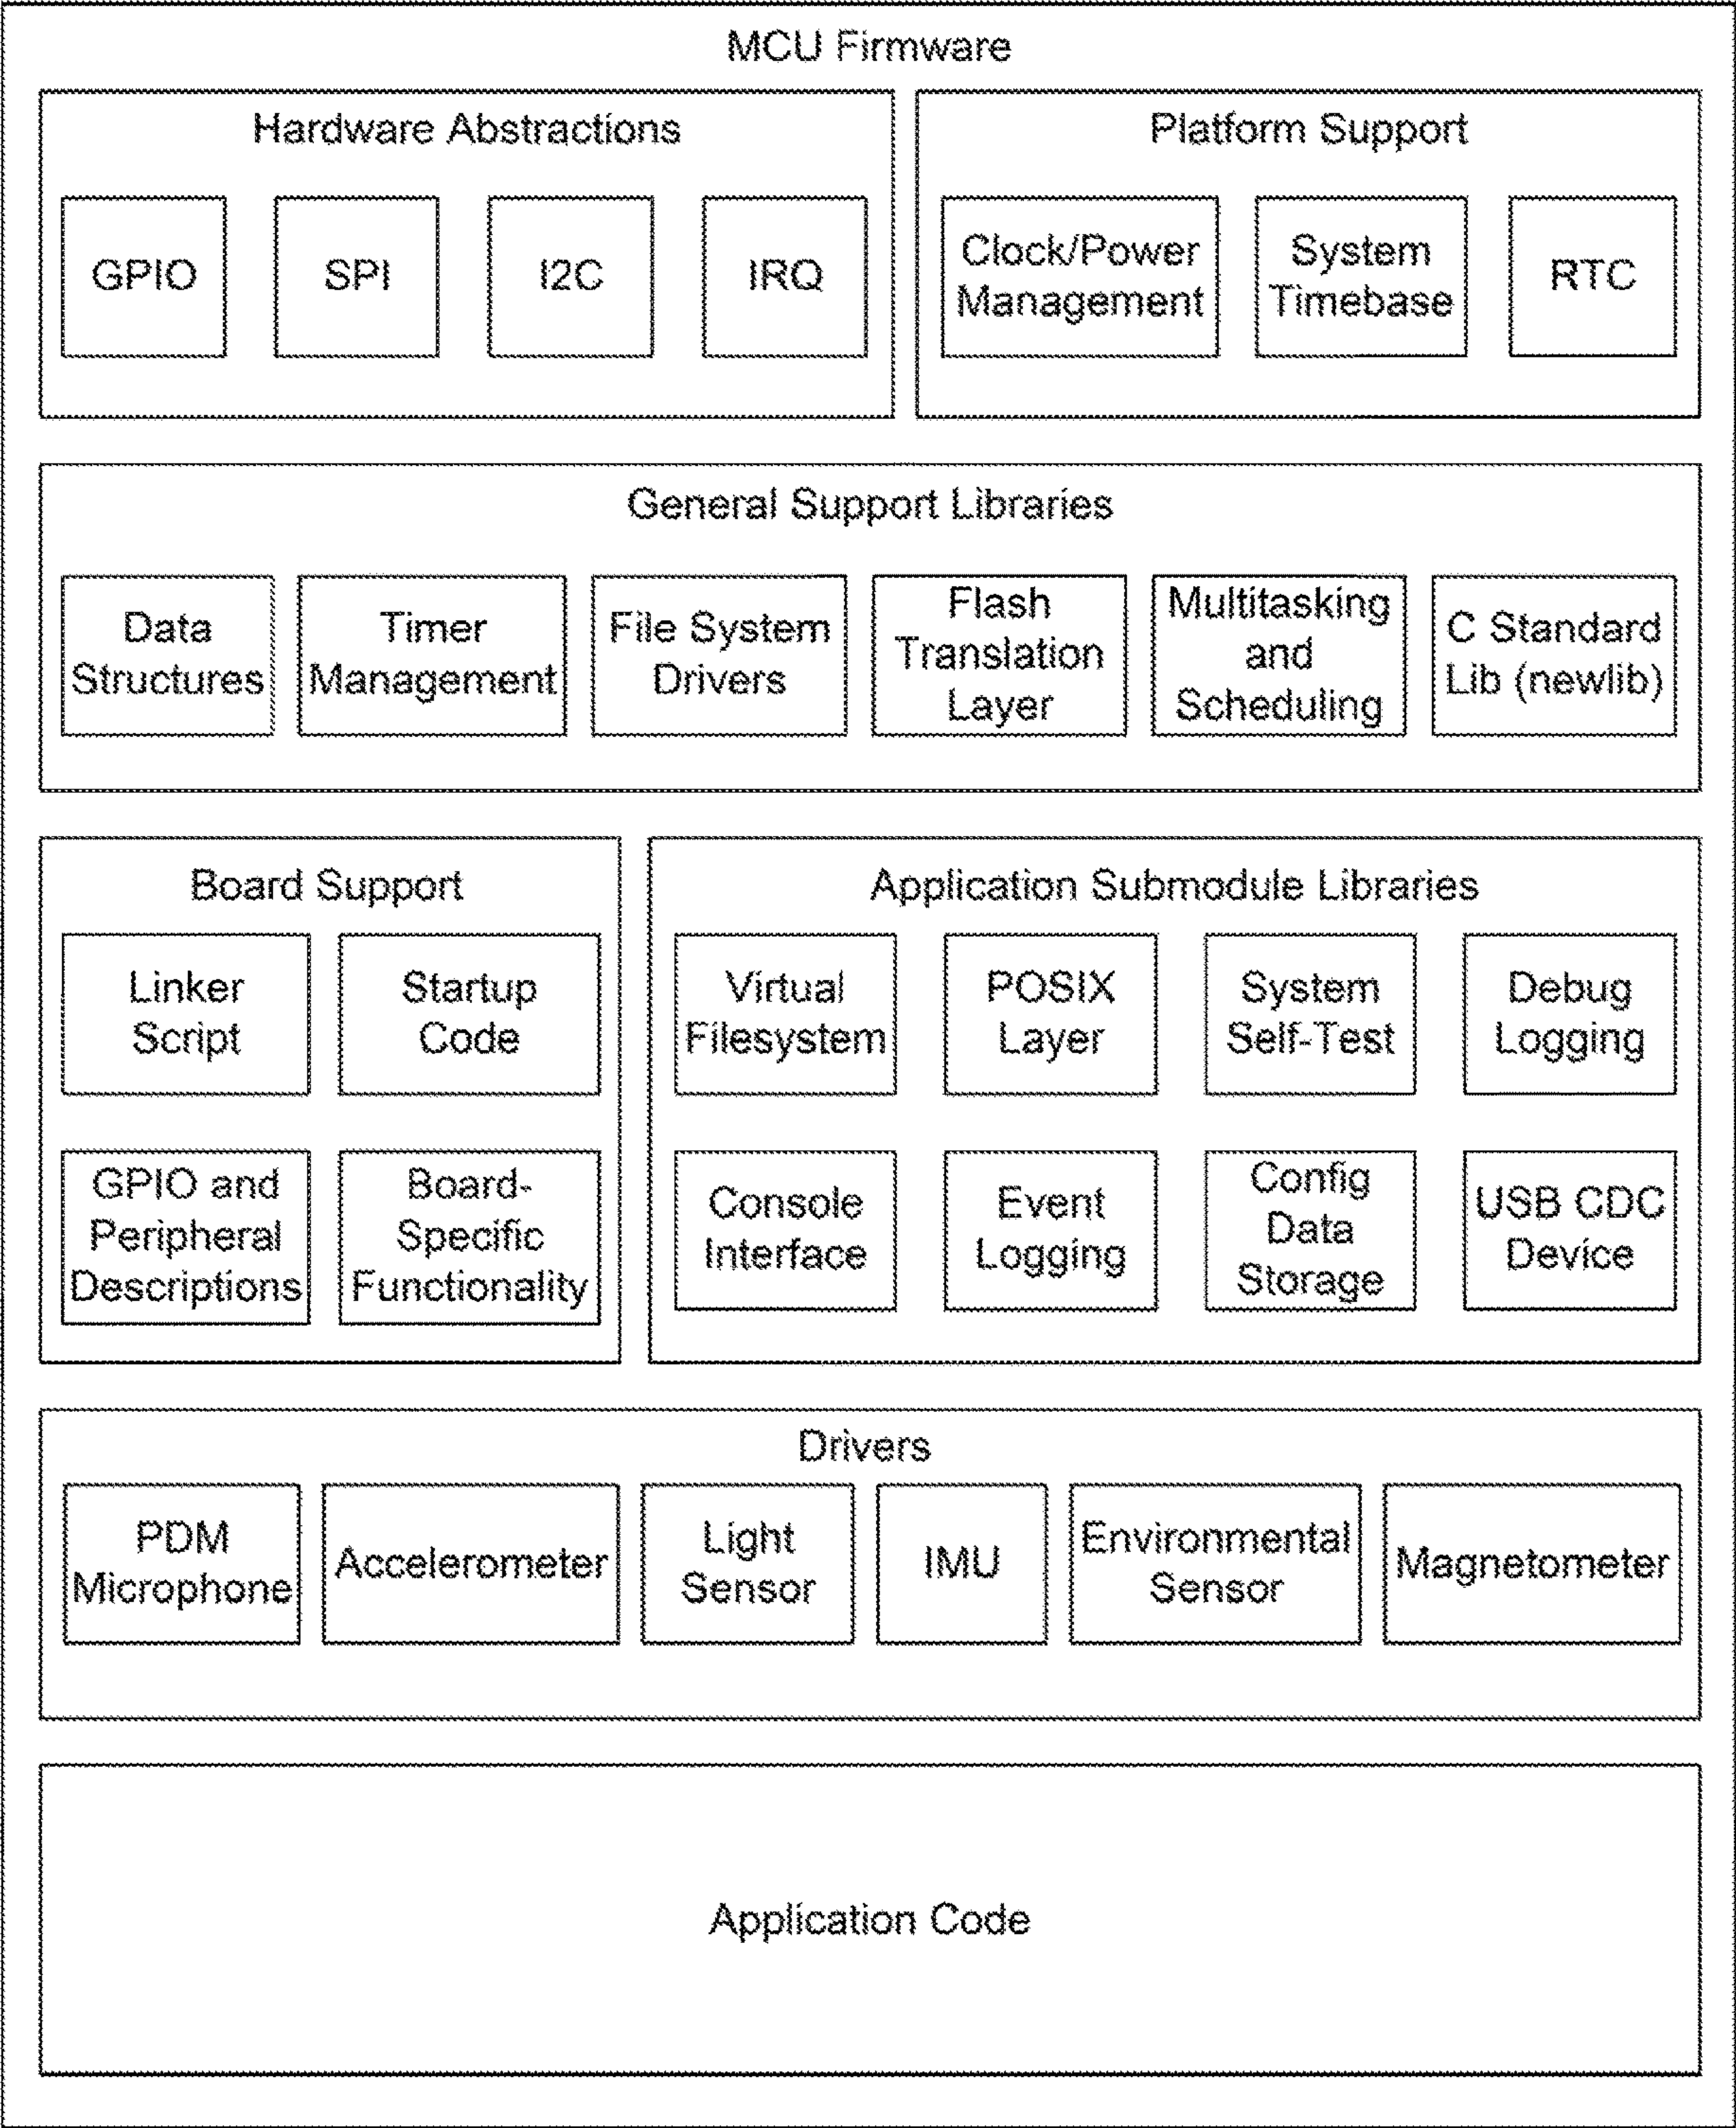 MCU Firmware
Hardware Abstractions
GPIO
SPI
I2C
IRQ
Platform Support
Clock/Power
Management
System
Timebase
RTC
General Support Libraries
Data
Structures
Timer
Management
File System
Drivers
Flash
Translation
Layer
Multitasking
and
Scheduling
C Standard
Lib (newlib)
Board Support
Linker
Script
Startup
Code
GPIO and
Peripheral
Descriptions
Board-
Specific
Functionality
Application Submodule Libraries
Virtual
Filesystem
POSIX
Layer
System
Self-Test
Debug
Logging
Console
Interface
Event
Logging
Config
Data
Storage
USB CDC
Device
Drivers
PDM
Microphone
Accelerometer
Light
Sensor
IMU
Environmental
Sensor
Magnetometer
Application Code